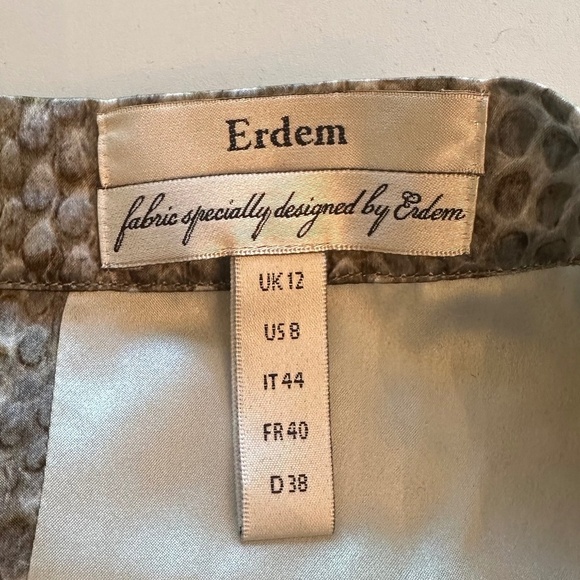 Erdem
fabric specially designed by Erdem
UK 12
US 8
IT 44
FR 40
D 38